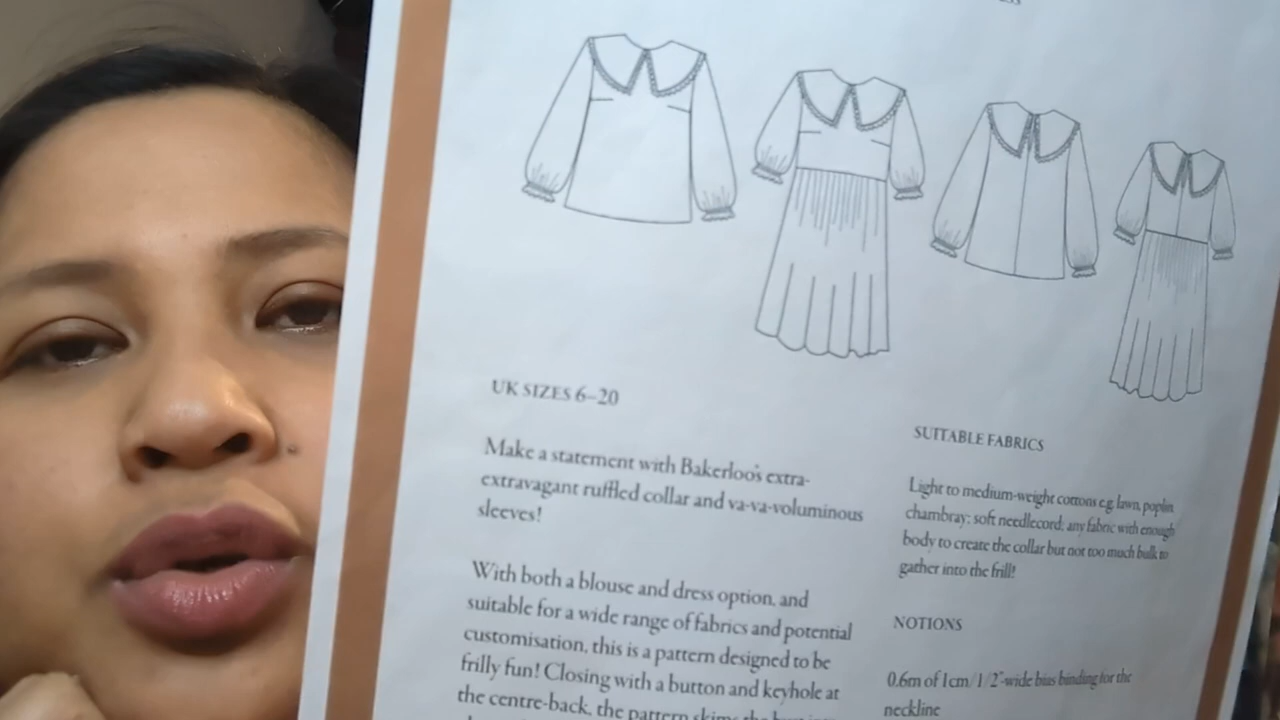 UK SIZES 6–20
Make a statement with Bakerloo's extra-
extravagant ruffled collar and va-va-voluminous
sleeves!
With both a blouse and dress option, and
suitable for a wide range of fabrics and potential
customisation, this is a pattern designed to be
frilly fun! Closing with a button and keyhole at
the centre-back, the pattern skims the
SUITABLE FABRICS
Light to medium-weight cottons e.g. lawn, poplin
chambray; soft needlecord; any fabric with enough
body to create the collar but not too much bulk to
gather into the frill!
NOTIONS
0.6m of 1cm/1/2"-wide bias binding for the
neckline